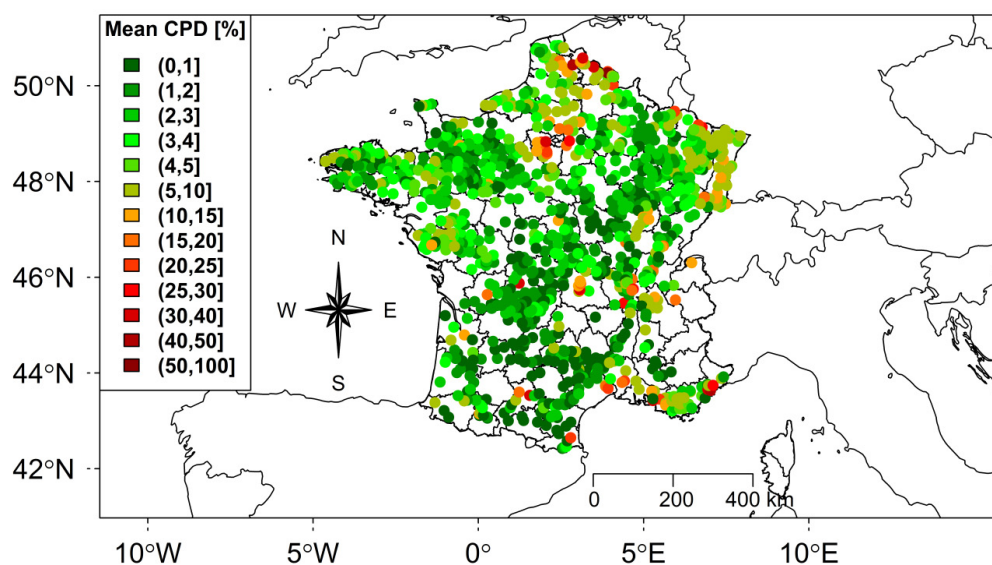 Mean CPD [%]
(0,1]
(1,2]
(2,3]
(3,4]
(4,5]
(5,10]
(10,15]
(15,20]
(20,25]
(25,30]
(30,40]
(40,50]
(50,100]
50°N
48°N
46°N
44°N
42°N
N
W
E
S
0
200
400 km
10°W
5°W
0°
5°E
10°E